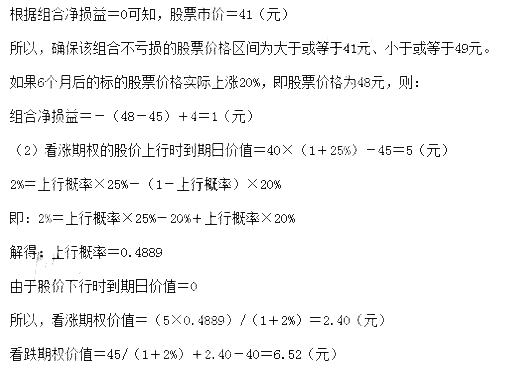 根据组合净损益=0可知，股票市价=41（元）
所以，确保该组合不亏损的股票价格区间为大于或等于41元、小于或等于49元。
如果6个月后的标的股票价格实际上涨20%，即股票价格为48元，则：
组合净损益=-（48-45）+4=1（元）
（2）看涨期权的股价上行时到期日价值=40×（1+25%）-45=5（元）
2%=上行概率×25%-（1-上行概率）×20%
即：2%=上行概率×25%-20%+上行概率×20%
解得：上行概率=0.4889
由于股价下行时到期日价值=0
所以，看涨期权价值=（5×0.4889）/（1+2%）=2.40（元）
看跌期权价值=45/（1+2%）+2.40-40=6.52（元）